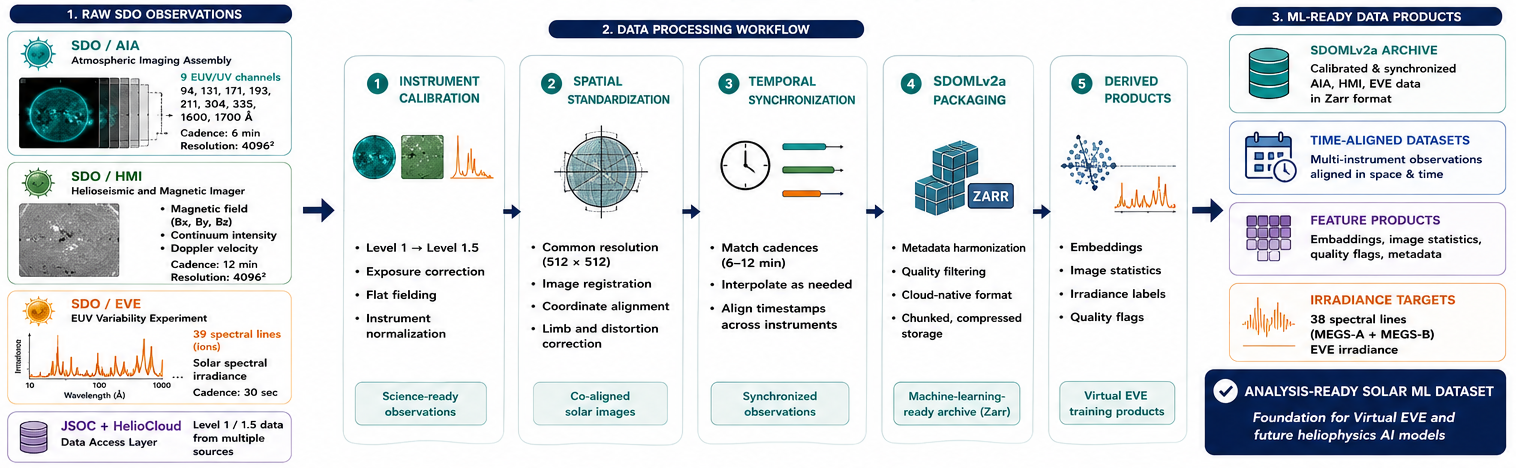 1. RAW SDO OBSERVATIONS
SDO / AIA
Atmospheric Imaging Assembly
9 EUV/UV channels
94, 131, 171, 193,
211, 304, 335,
1600, 1700 Å
Cadence: 6 min
Resolution: 4096²
SDO / HMI
Helioseismic and Magnetic Imager
• Magnetic field
(Bx, By, Bz)
• Continuum intensity
• Doppler velocity
Cadence: 12 min
Resolution: 4096²
SDO / EVE
EUV Variability Experiment
Irradiance
10 100 1000
Wavelength (Å)
...
39 spectral lines
(ions)
Solar spectral
irradiance
Cadence: 30 sec
JSOC + HelioCloud
Data Access Layer
Level 1 / 1.5 data
from multiple
sources
2. DATA PROCESSING WORKFLOW
1 INSTRUMENT
CALIBRATION
• Level 1 → Level 1.5
• Exposure correction
• Flat fielding
• Instrument
normalization
Science-ready
observations
2 SPATIAL
STANDARDIZATION
• Common resolution
(512 × 512)
• Image registration
• Coordinate alignment
• Limb and distortion
correction
Co-aligned
solar images
3 TEMPORAL
SYNCHRONIZATION
• Match cadences
(6–12 min)
• Interpolate as needed
• Align timestamps
across instruments
Synchronized
observations
4 SDOMLv2a
PACKAGING
ZARR
• Metadata harmonization
• Quality filtering
• Cloud-native format
• Chunked, compressed
storage
Machine-learning-
ready archive (Zarr)
5 DERIVED
PRODUCTS
• Embeddings
• Image statistics
• Irradiance labels
• Quality flags
Virtual EVE
training products
3. ML-READY DATA PRODUCTS
SDOMLv2a ARCHIVE
Calibrated & synchronized
AIA, HMI, EVE data
in Zarr format
TIME-ALIGNED DATASETS
Multi-instrument observations
aligned in space & time
FEATURE PRODUCTS
Embaddings, image statistics,
quality flags, metadata
IRRADIANCE TARGETS
38 spectral lines
(MEGS-A + MEGS-B)
EVE irradiance
ANALYSIS-READY SOLAR ML DATASET
Foundation for Virtual EVE and
future heliophysics AI models